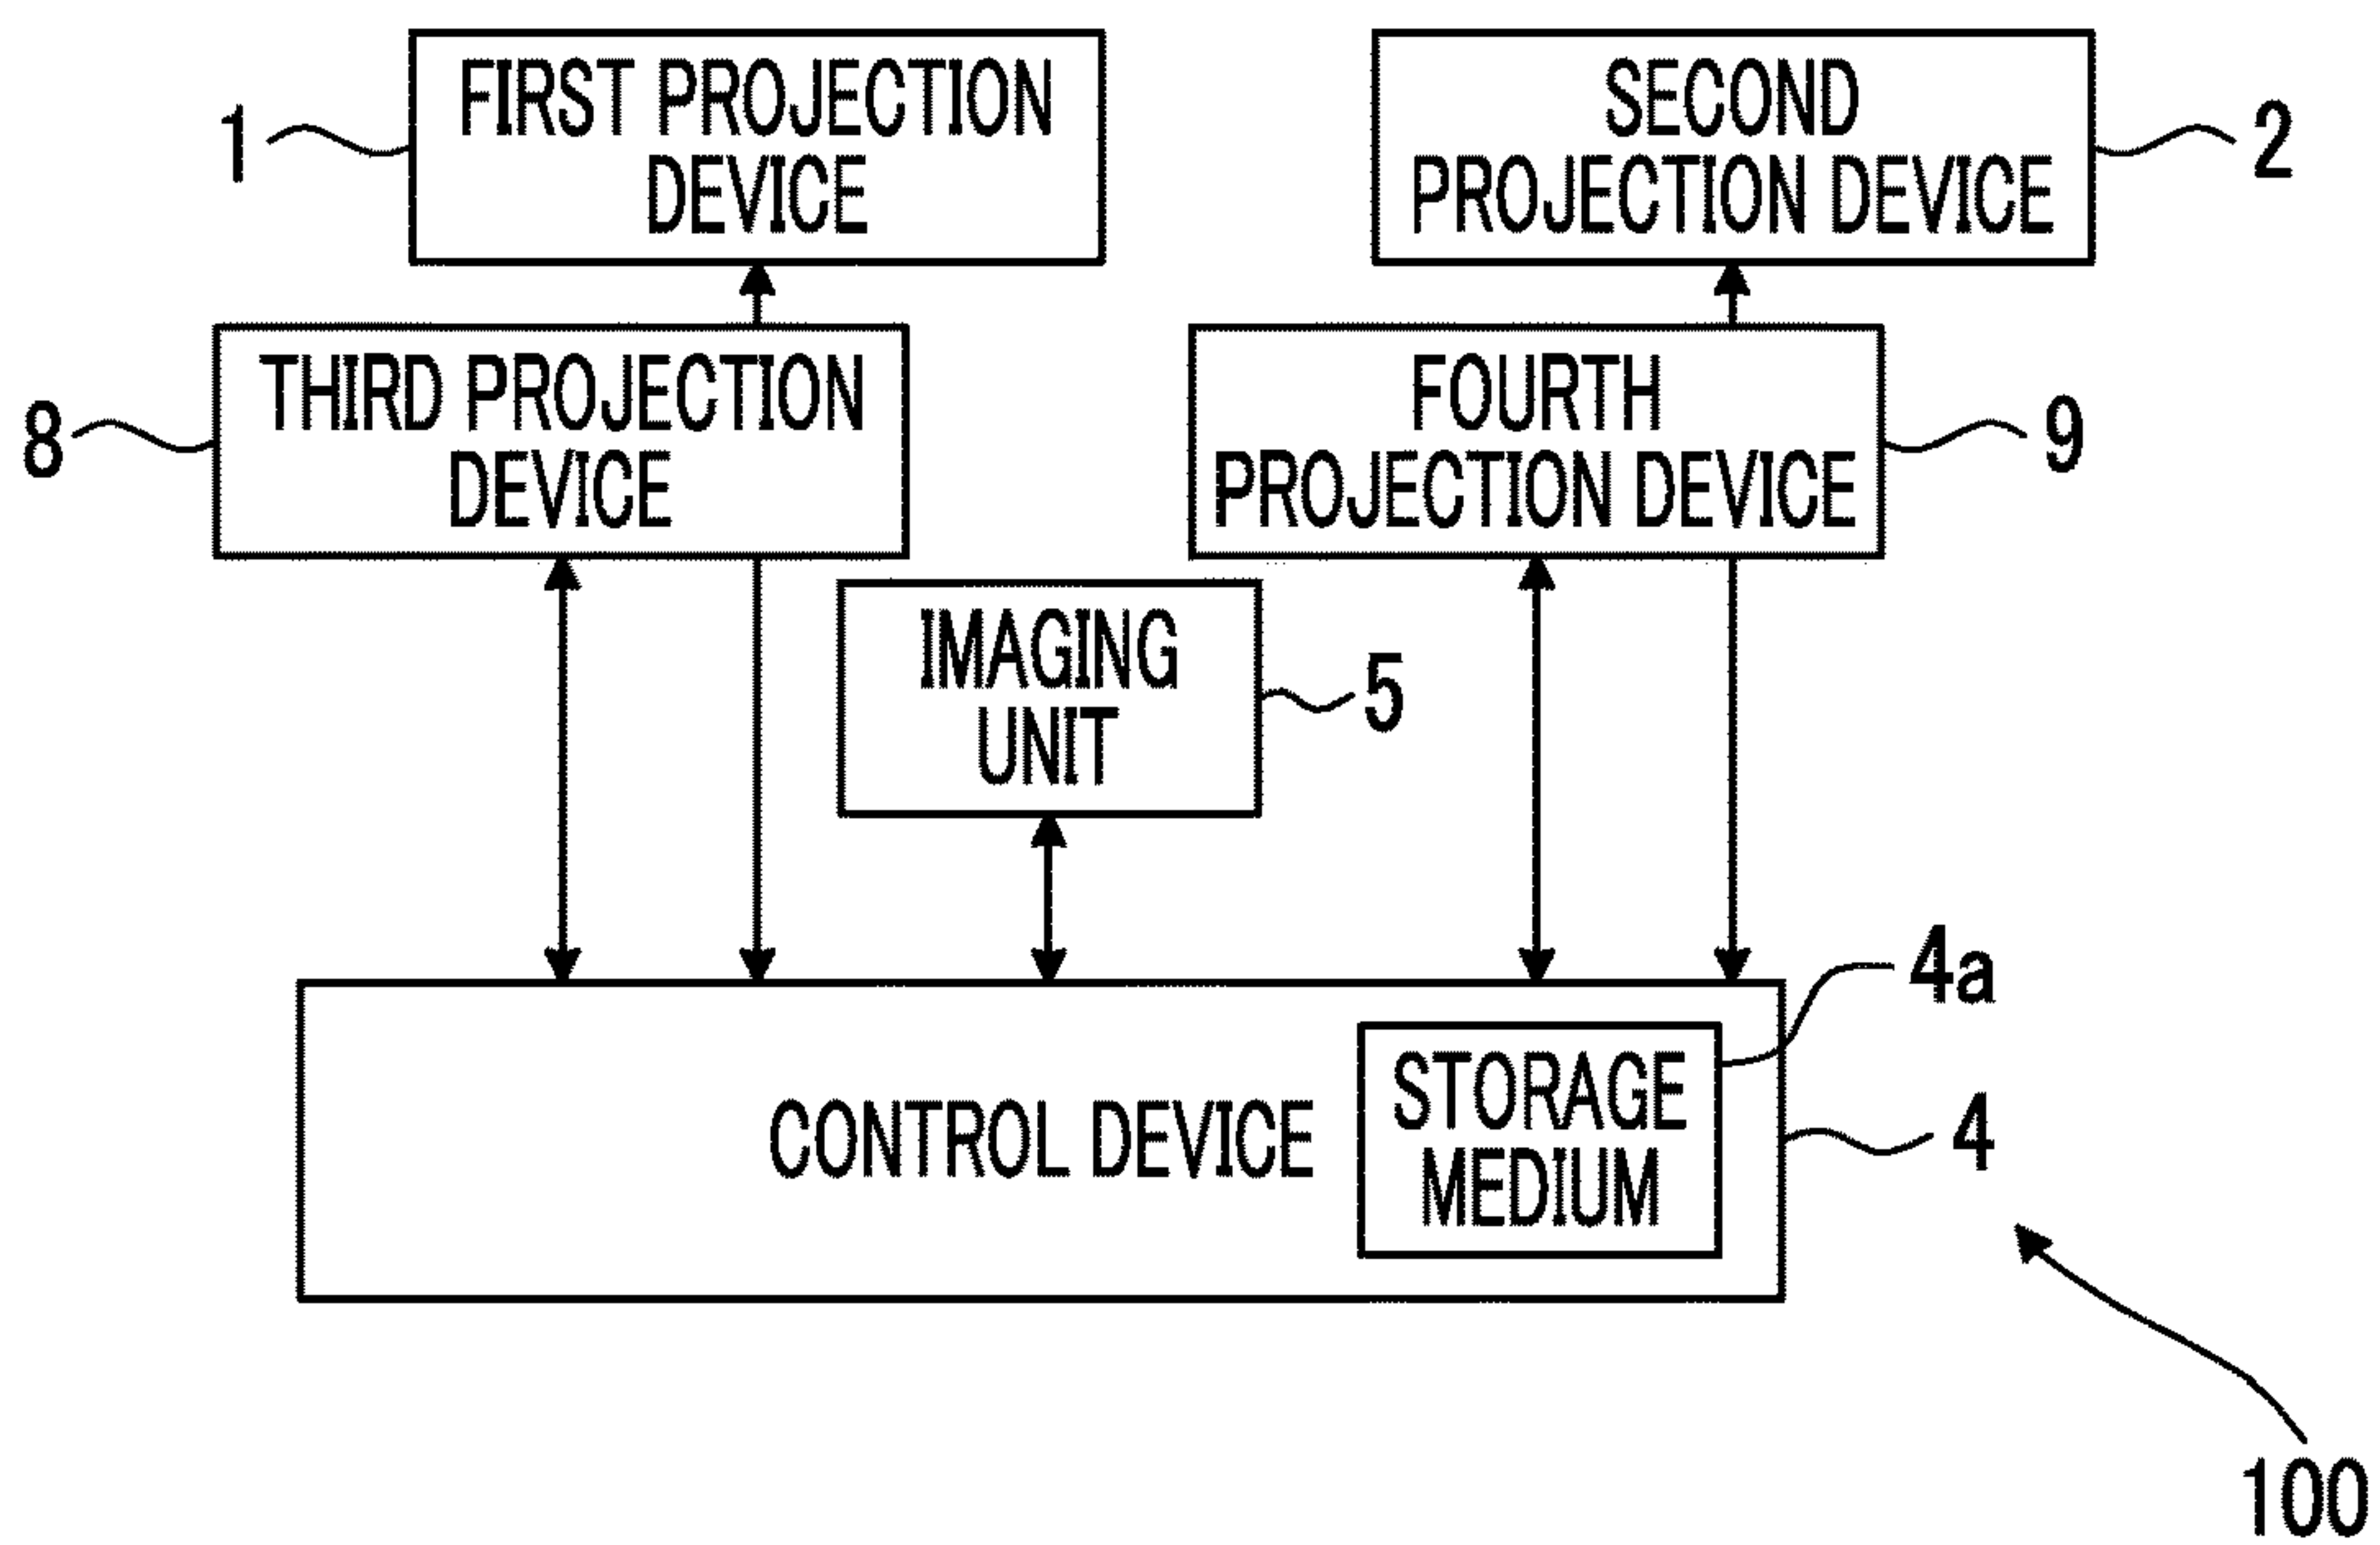 FIRST PROJECTION
DEVICE
1
SECOND
PROJECTION DEVICE
2
THIRD PROJECTION
DEVICE
8
FOURTH
PROJECTION DEVICE
9
IMAGING
UNIT
5
CONTROL DEVICE
STORAGE
MEDIUM
4a
4
100